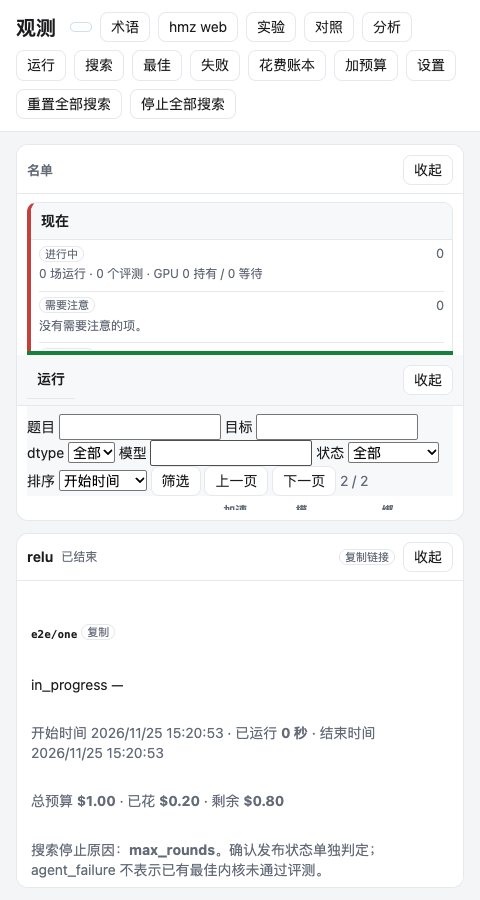 观测 术语 hmz web 实验 对照 分析
运行 搜索 最佳 失败 花费账本 加预算 设置
重置全部搜索 停止全部搜索
名单 收起
现在
进行中 0
0 场运行 · 0 个评测 · GPU 0 持有 / 0 等待
需要注意 0
没有需要注意的项。
运行 收起
题目 目标
dtype 全部 模型 状态 全部
排序 开始时间 筛选 上一页 下一页 2 / 2
relu 已结束 复制链接 收起
e2e/one 复制
in_progress —
开始时间 2026/11/25 15:20:53 · 已运行 0 秒 · 结束时间
2026/11/25 15:20:53
总预算 $1.00 · 已花 $0.20 · 剩余 $0.80
搜索停止原因：max_rounds。确认发布状态单独判定；
agent_failure 不表示已有最佳内核未通过评测。